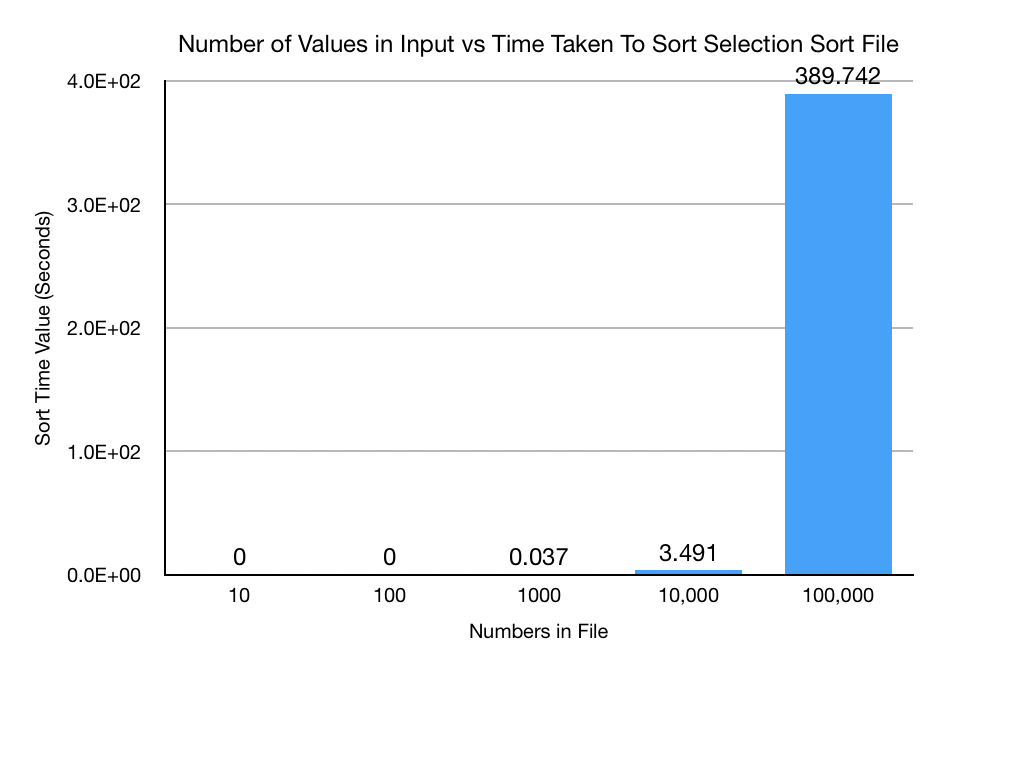 Number of Values in Input vs Time Taken To Sort Selection Sort File
4.0E+02
389.742
3.0E+02
Sort Time Value (Seconds)
2.0E+02
1.0E+02
0 0 0.037 3.491
0.0E+00
10 100 1000 10,000 100,000
Numbers in File